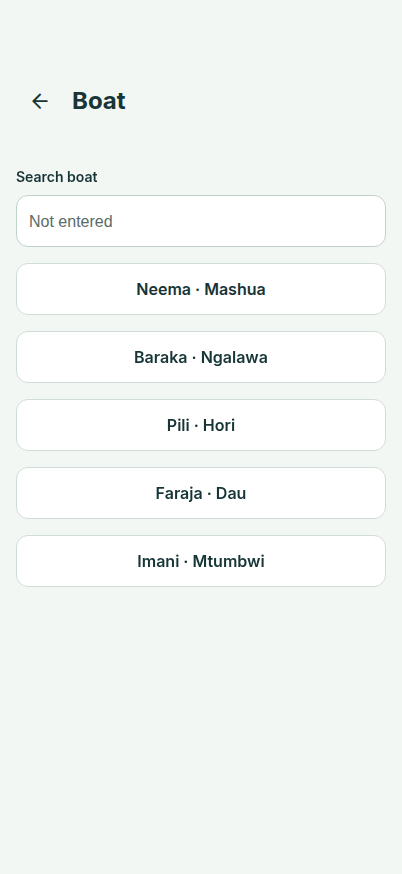 Boat
Search boat
Not entered
Neema · Mashua
Baraka · Ngalawa
Pili · Hori
Faraja · Dau
Imani · Mtumbwi